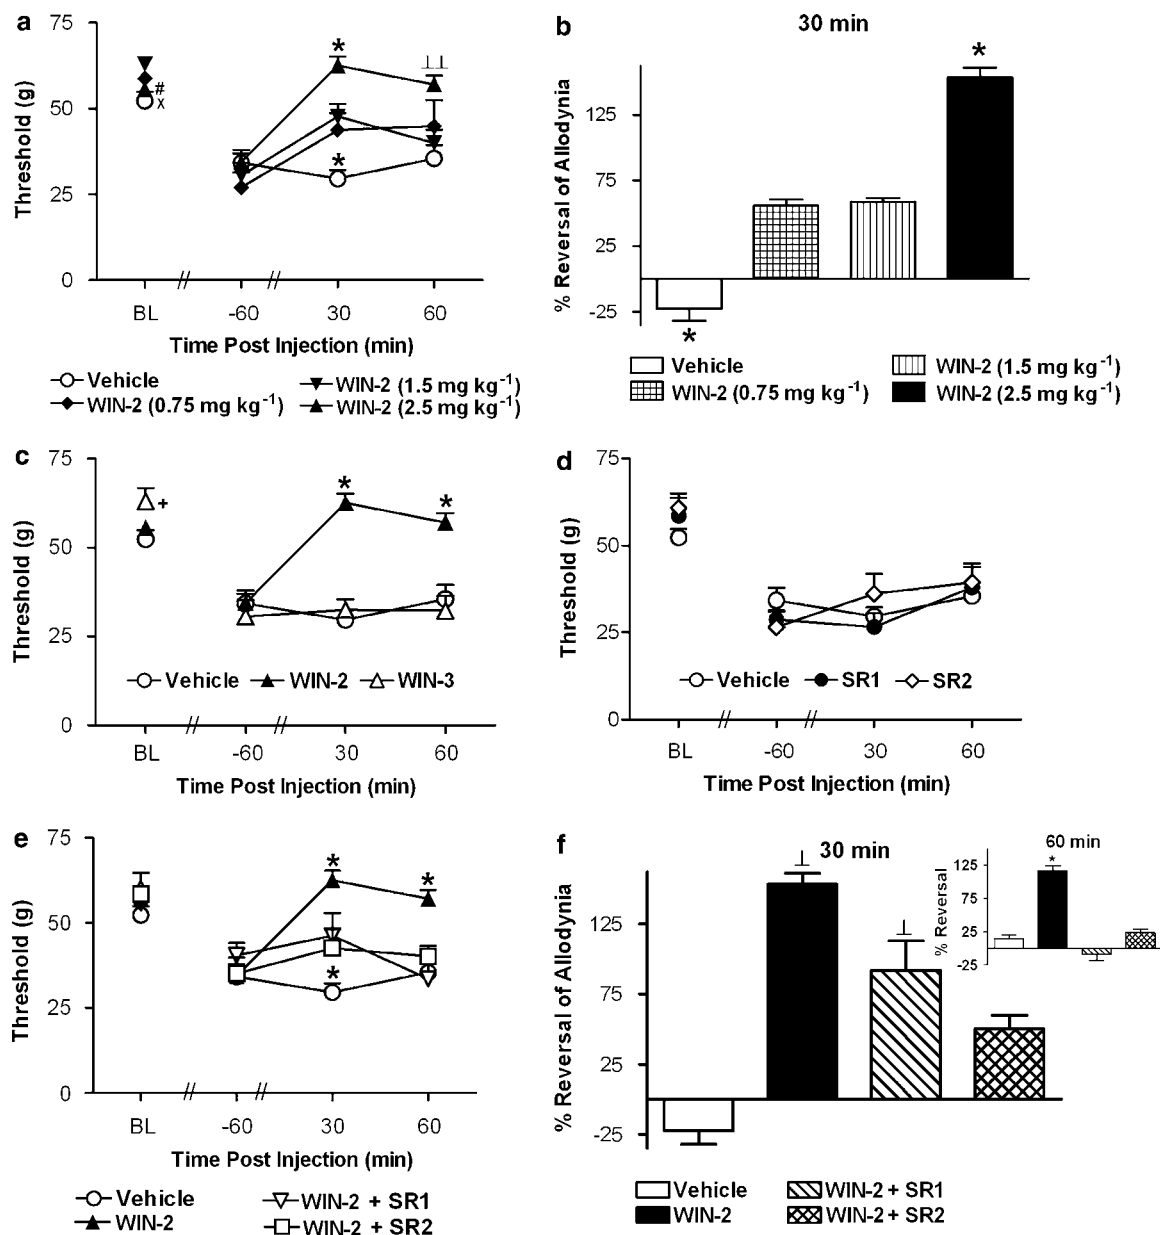 a
75
50
25
0
Threshold (g)
*
*
⊥⊥
#
x
BL
-60
30
60
Time Post Injection (min)
Vehicle
WIN-2 (0.75 mg kg⁻¹)
WIN-2 (1.5 mg kg⁻¹)
WIN-2 (2.5 mg kg⁻¹)
b
30 min
125
75
25
-25
% Reversal of Allodynia
*
*
Vehicle
WIN-2 (0.75 mg kg⁻¹)
WIN-2 (1.5 mg kg⁻¹)
WIN-2 (2.5 mg kg⁻¹)
c
75
50
25
0
Threshold (g)
+
*
*
Vehicle
WIN-2
WIN-3
BL
-60
30
60
Time Post Injection (min)
d
75
50
25
0
Threshold (g)
Vehicle
SR1
SR2
BL
-60
30
60
Time Post Injection (min)
e
75
50
25
0
Threshold (g)
*
*
*
BL
-60
30
60
Time Post Injection (min)
Vehicle
WIN-2
WIN-2 + SR1
WIN-2 + SR2
f
30 min
125
75
25
-25
% Reversal of Allodynia
⊥
⊥
60 min
125
75
25
-25
% Reversal
*
Vehicle
WIN-2
WIN-2 + SR1
WIN-2 + SR2